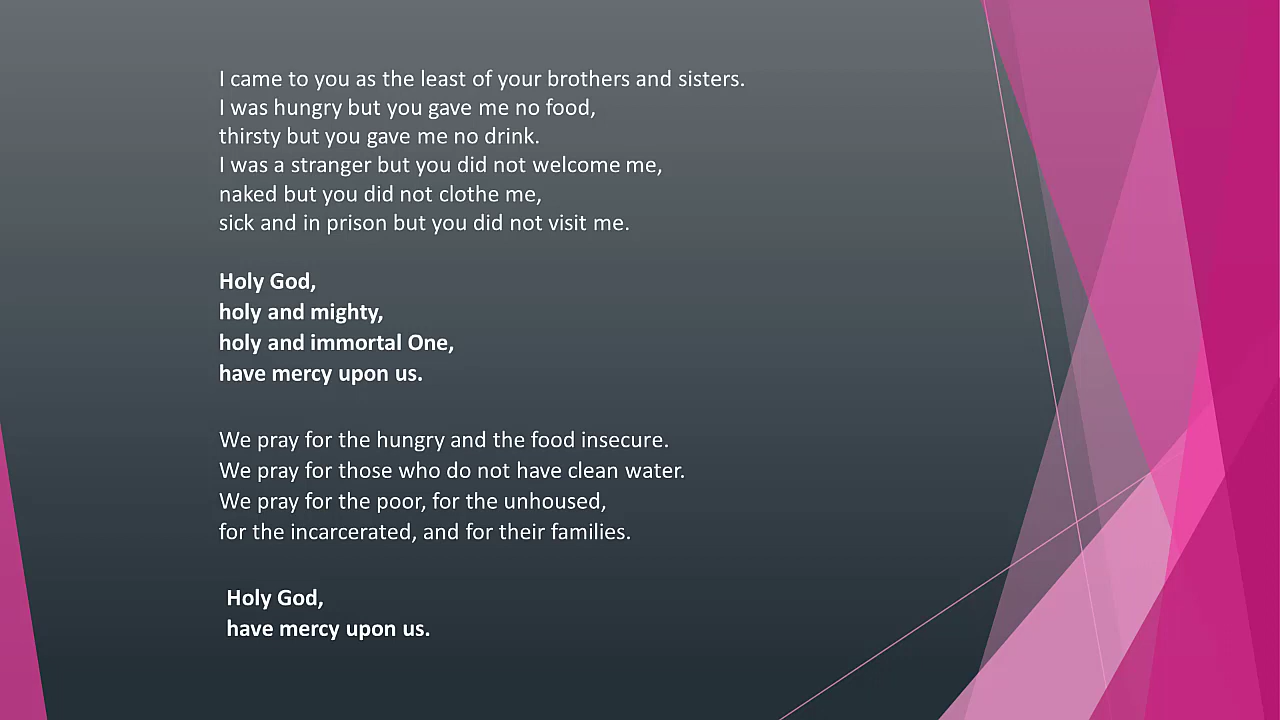 I came to you as the least of your brothers and sisters.
I was hungry but you gave me no food,
thirsty but you gave me no drink.
I was a stranger but you did not welcome me,
naked but you did not clothe me,
sick and in prison but you did not visit me.
Holy God,
holy and mighty,
holy and immortal One,
have mercy upon us.
We pray for the hungry and the food insecure.
We pray for those who do not have clean water.
We pray for the poor, for the unhoused,
for the incarcerated, and for their families.
Holy God,
have mercy upon us.